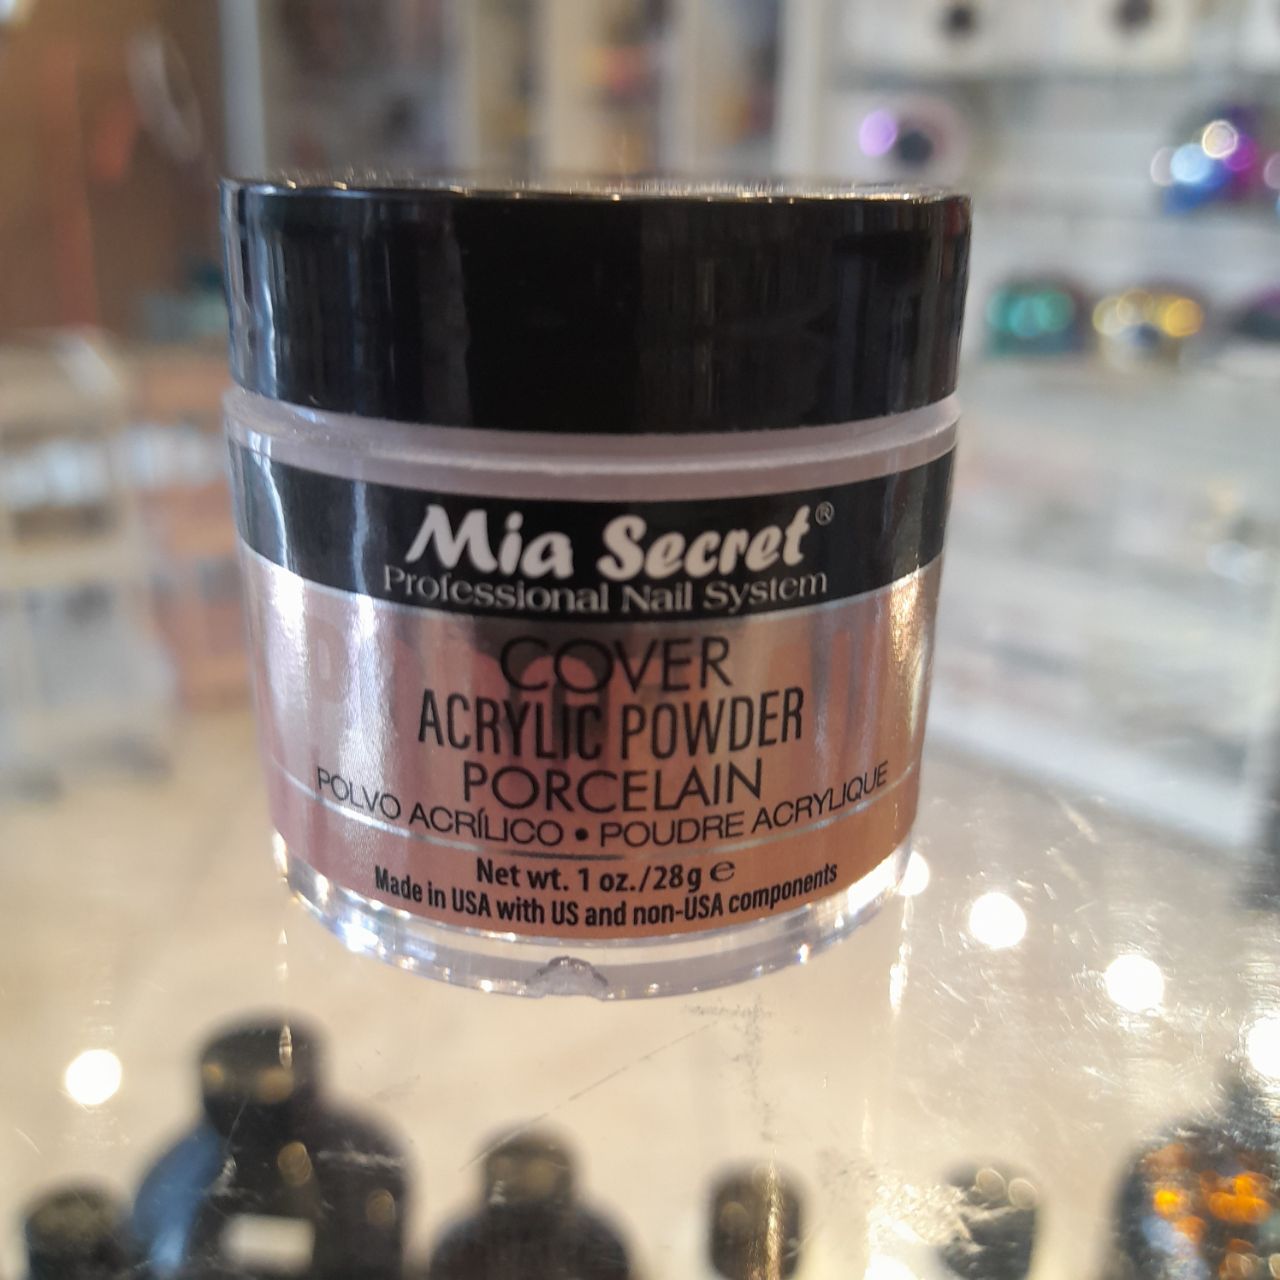 Mia Secret®
Professional Nail System
COVER
ACRYLIC POWDER
PORCELAIN
POLVO ACRÍLICO • POUDRE ACRYLIQUE
Net wt. 1 oz./28g ℮
Made in USA with US and non-USA components